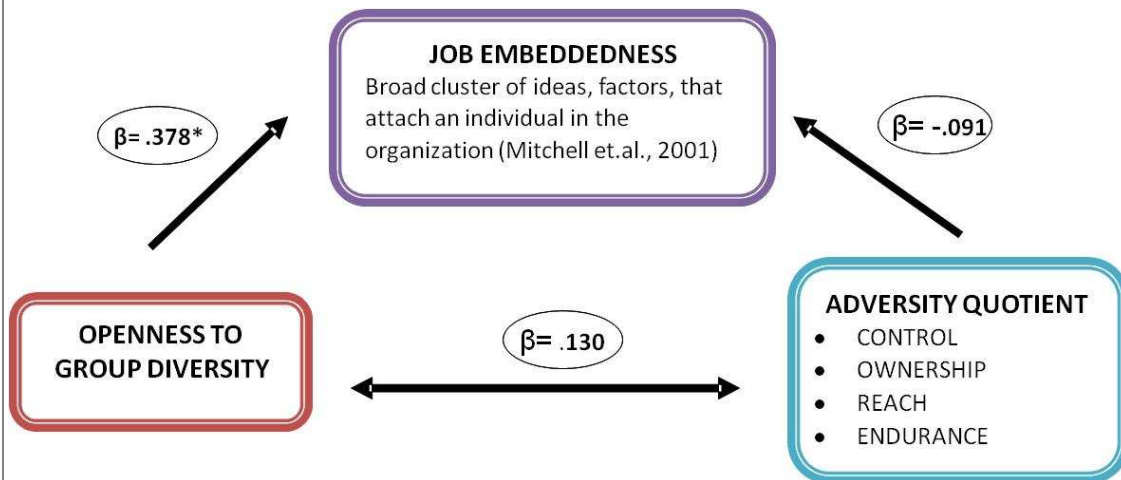 JOB EMBEDDEDNESS
Broad cluster of ideas, factors, that
attach an individual in the
organization (Mitchell et.al., 2001)
β= .378*
β= -.091
OPENNESS TO
GROUP DIVERSITY
β= .130
ADVERSITY QUOTIENT
• CONTROL
• OWNERSHIP
• REACH
• ENDURANCE